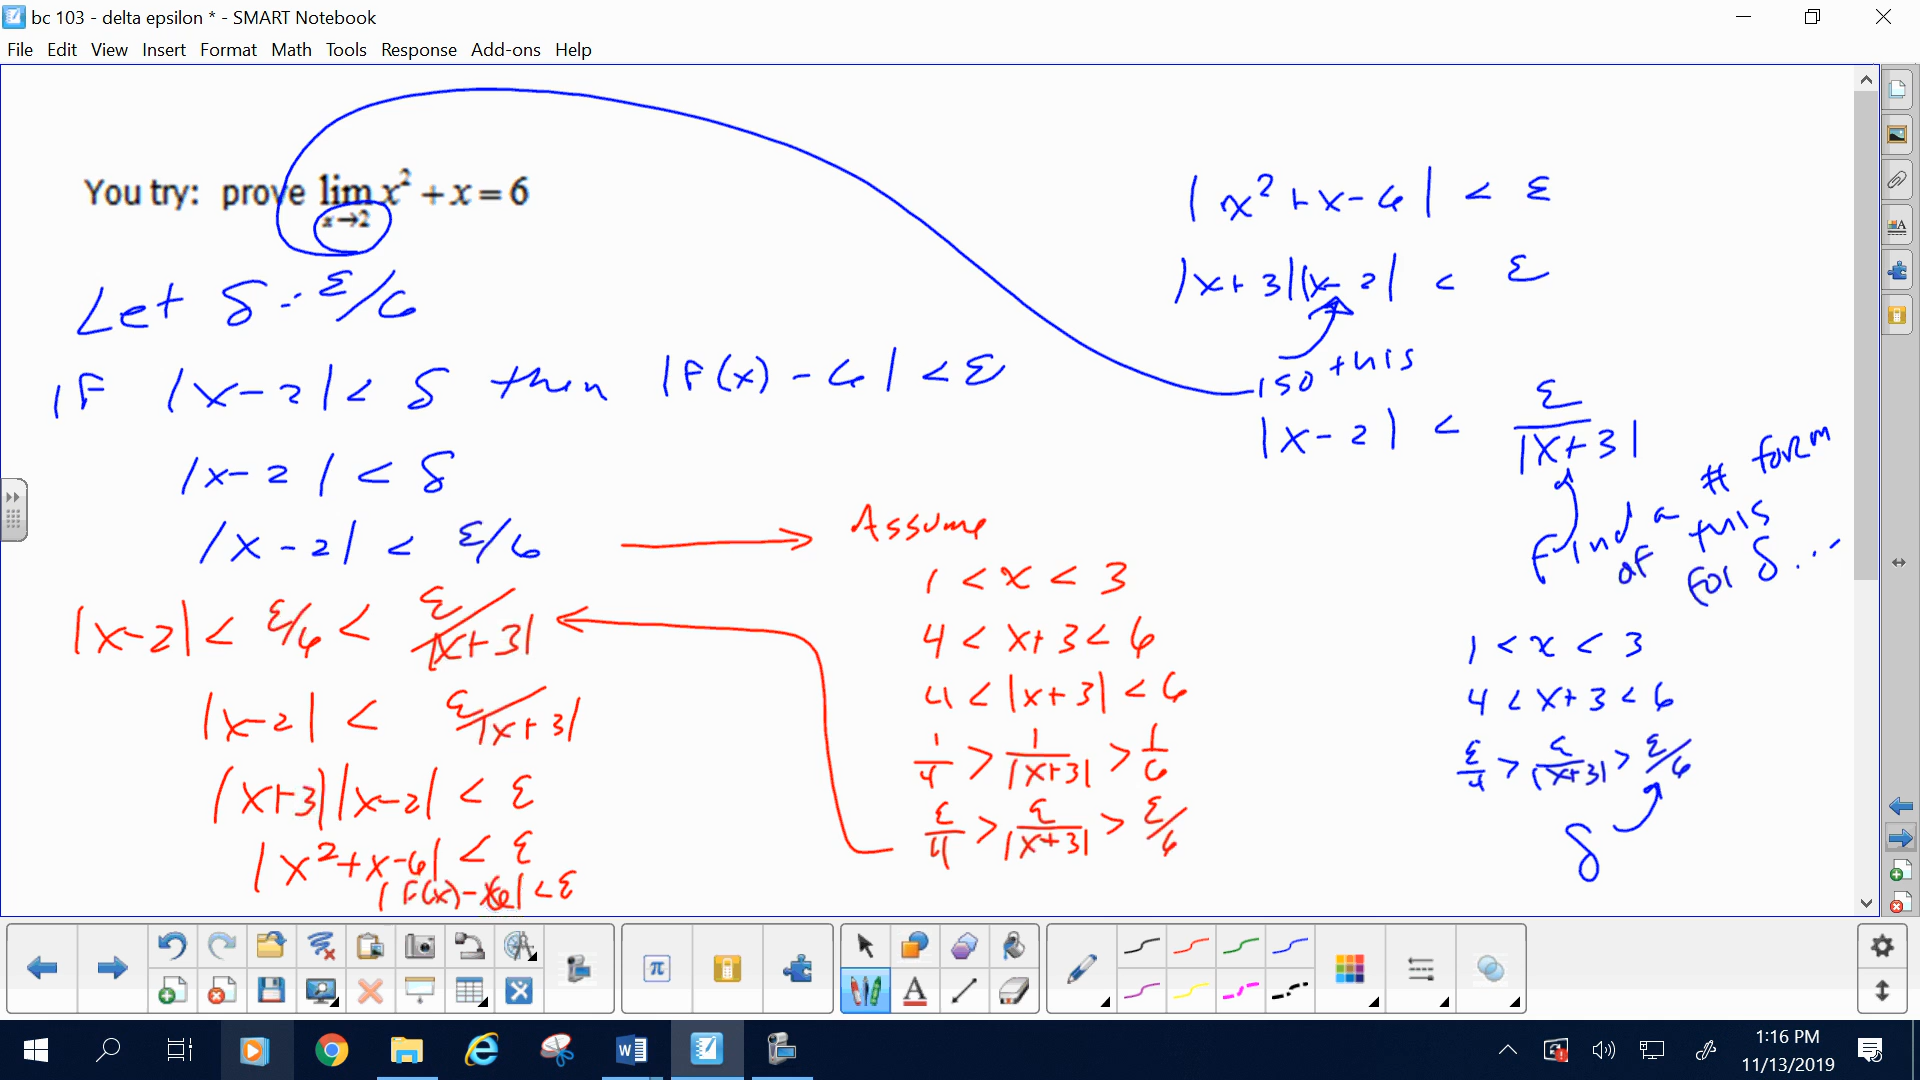 bc 103 - delta epsilon * - SMART Notebook
File Edit View Insert Format Math Tools Response Add-ons Help
You try: prove lim x² + x = 6
x→2
Let δ = ε/6
IF |x-2| < δ then |F(x) - 6| < ε
|x-2| < δ
|x-2| < ε/6
|x-2| < ε/6 < ε/|x+3|
|x-2| < ε/|x+3|
|x+3||x-2| < ε
|x²+x-6| < ε
|F(x)-6| < ε
Assume
1 < x < 3
4 < x+3 < 6
4 < |x+3| < 6
1/4 > 1/|x+3| > 1/6
ε/4 > ε/|x+3| > ε/6
|x²+x-6| < ε
|x+3||x-2| < ε
iso this
|x-2| < ε/|x+3|
Find a # form
of this
for δ...
1 < x < 3
4 < x+3 < 6
ε/4 > ε/|x+3| > ε/6
δ
π
A
1:16 PM
11/13/2019